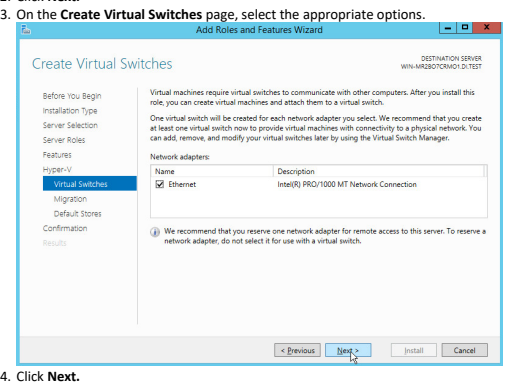 3. On the Create Virtual Switches page, select the appropriate options.
Add Roles and Features Wizard
Create Virtual Switches
DESTINATION SERVER
WIN-MR2BO7CRMO1.DI.TEST
Before You Begin
Installation Type
Server Selection
Server Roles
Features
Hyper-V
Virtual Switches
Migration
Default Stores
Confirmation
Results
Virtual machines require virtual switches to communicate with other computers. After you install this
role, you can create virtual machines and attach them to a virtual switch.
One virtual switch will be created for each network adapter you select. We recommend that you create
at least one virtual switch now to provide virtual machines with connectivity to a physical network. You
can add, remove, and modify your virtual switches later by using the Virtual Switch Manager.
Network adapters:
Name Description
Ethernet Intel(R) PRO/1000 MT Network Connection
We recommend that you reserve one network adapter for remote access to this server. To reserve a
network adapter, do not select it for use with a virtual switch.
< Previous Next > Install Cancel
4. Click Next.